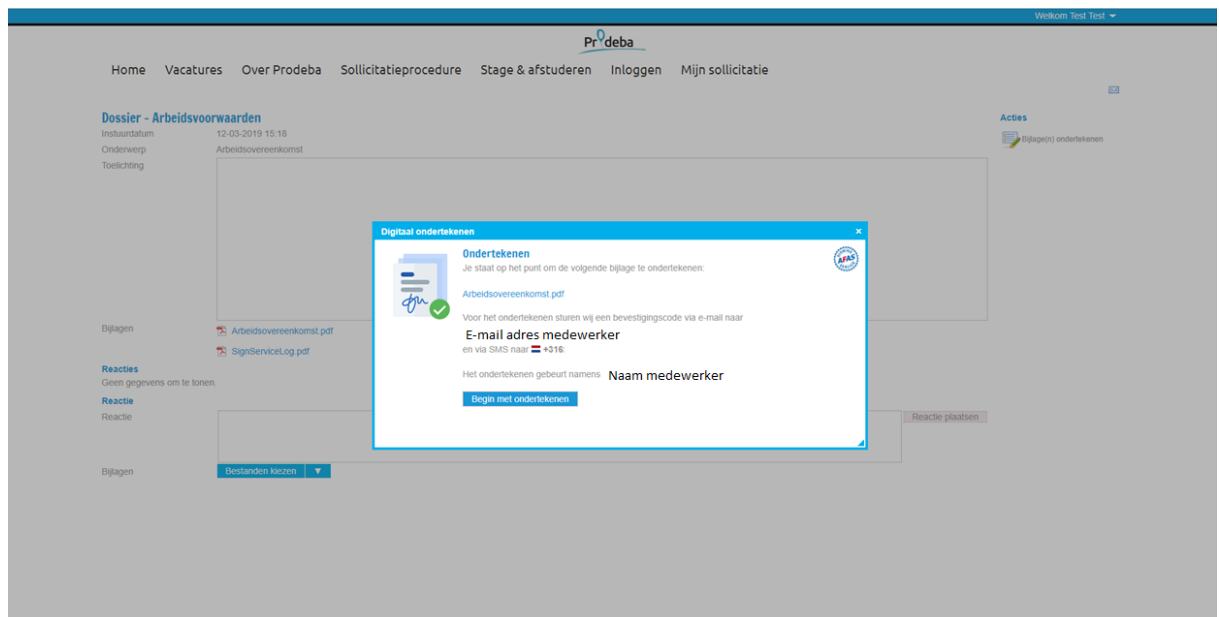 Welkom Test Test
Prodeba
Home Vacatures Over Prodeba Sollicitatieprocedure Stage & afstuderen Inloggen Mijn sollicitatie
Dossier - Arbeidsvoorwaarden
Instuurdatum 12-03-2019 15:18
Onderwerp Arbeidsovereenkomst
Toelichting
Acties
Bijlage(n) ondertekenen
Digitaal ondertekenen ×
Ondertekenen
Je staat op het punt om de volgende bijlage te ondertekenen:
Arbeidsovereenkomst.pdf
Voor het ondertekenen sturen wij een bevestigingscode via e-mail naar
E-mail adres medewerker
en via SMS naar +316:
Het ondertekenen gebeurt namens Naam medewerker
Begin met ondertekenen
AFAS
Bijlagen Arbeidsovereenkomst.pdf
SignServiceLog.pdf
Reacties
Geen gegevens om te tonen.
Reactie
Reactie Reactie plaatsen
Bijlagen Bestanden kiezen